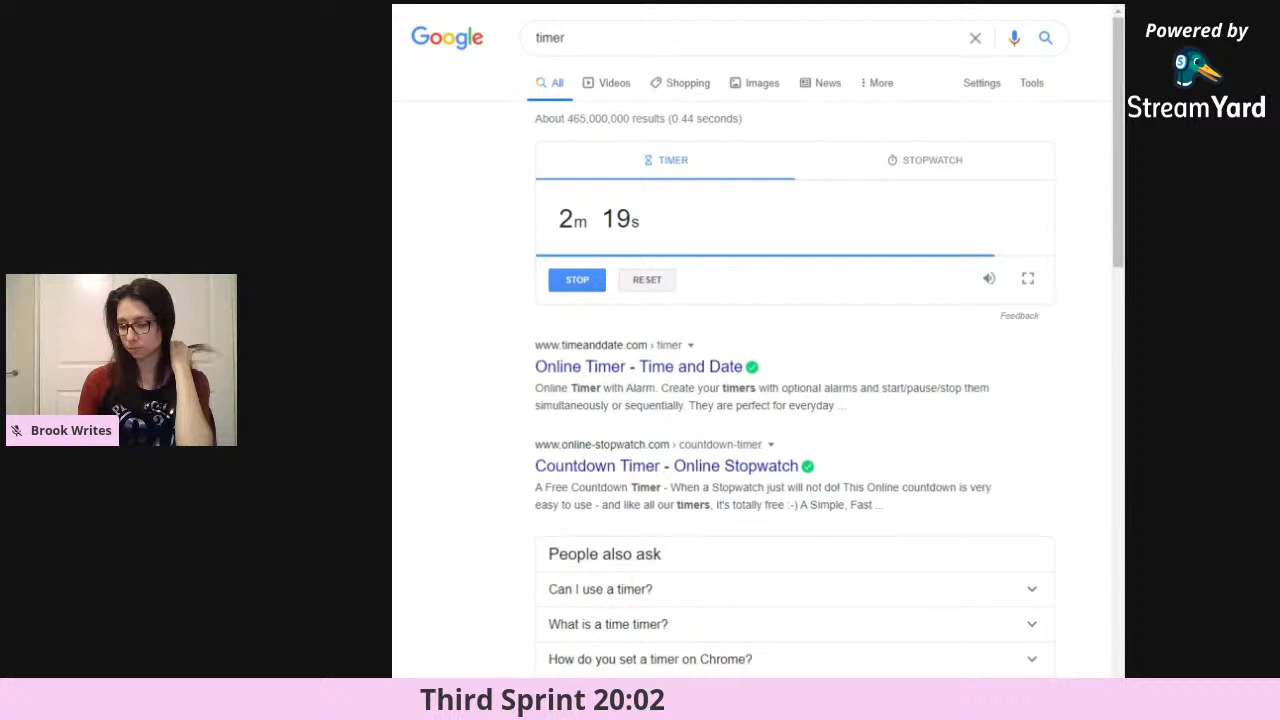 Google
timer
All Videos Shopping Images News More Settings Tools
About 465,000,000 results (0.44 seconds)
TIMER STOPWATCH
2m 19s
STOP RESET
Feedback
www.timeanddate.com › timer
Online Timer - Time and Date
Online Timer with Alarm. Create your timers with optional alarms and start/pause/stop them
simultaneously or sequentially. They are perfect for everyday ...
www.online-stopwatch.com › countdown-timer
Countdown Timer - Online Stopwatch
A Free Countdown Timer - When a Stopwatch just will not do! This Online countdown is very
easy to use - and like all our timers, it's totally free :-) A Simple, Fast ...
People also ask
Can I use a timer?
What is a time timer?
How do you set a timer on Chrome?
Powered by
StreamYard
Brook Writes
Third Sprint 20:02